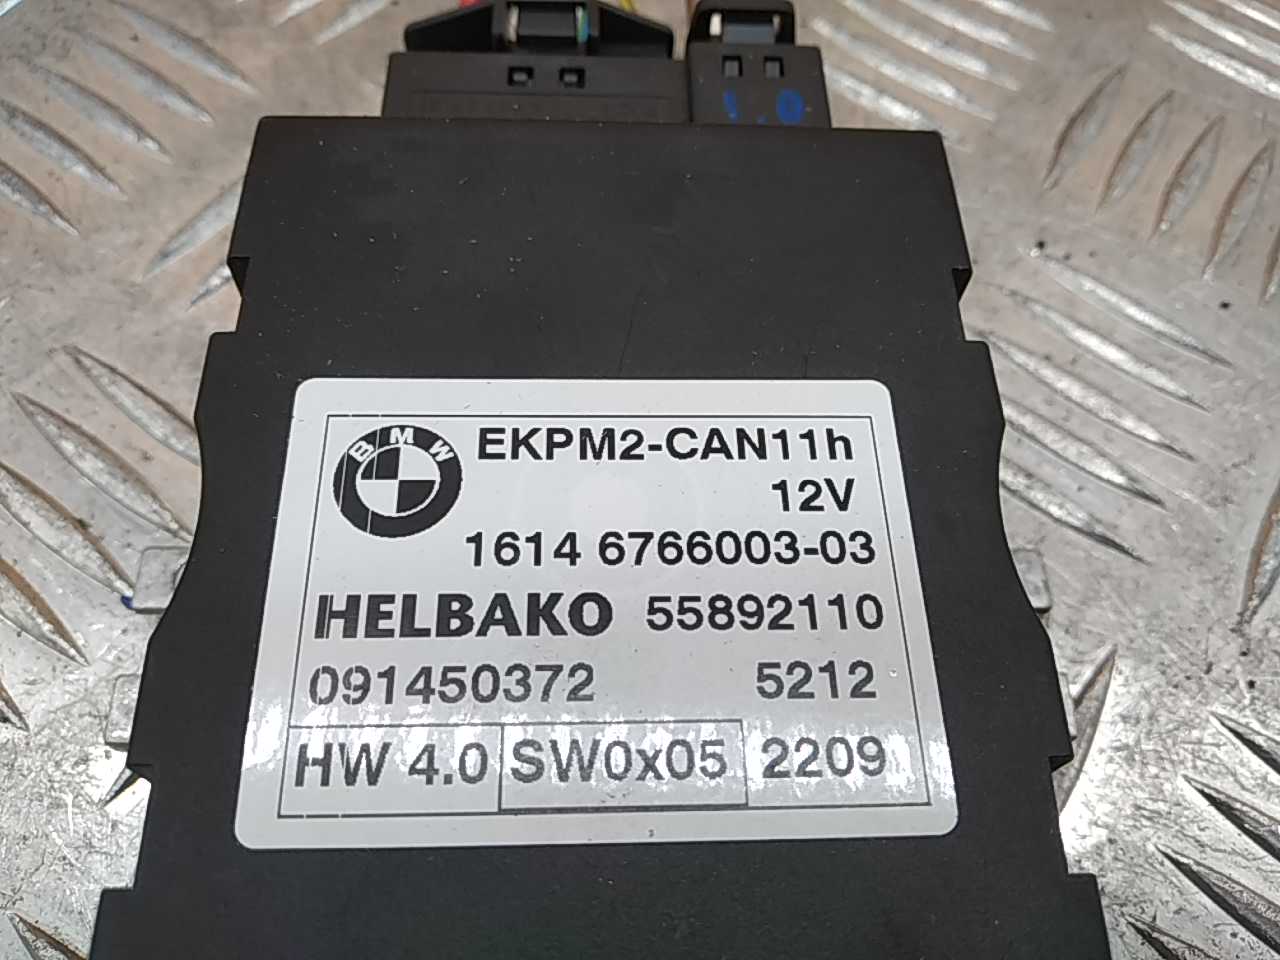 BMW
EKPM2-CAN11h
12V
1614 6766003-03
HELBAKO 55892110
091450372 5212
HW 4.0 SW0x05 2209